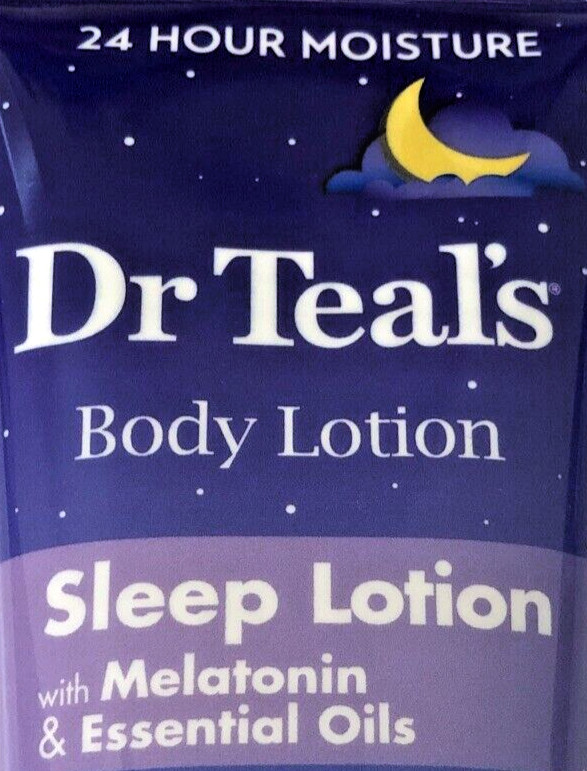 24 HOUR MOISTURE
Dr Teal's®
Body Lotion
Sleep Lotion
with Melatonin
& Essential Oils